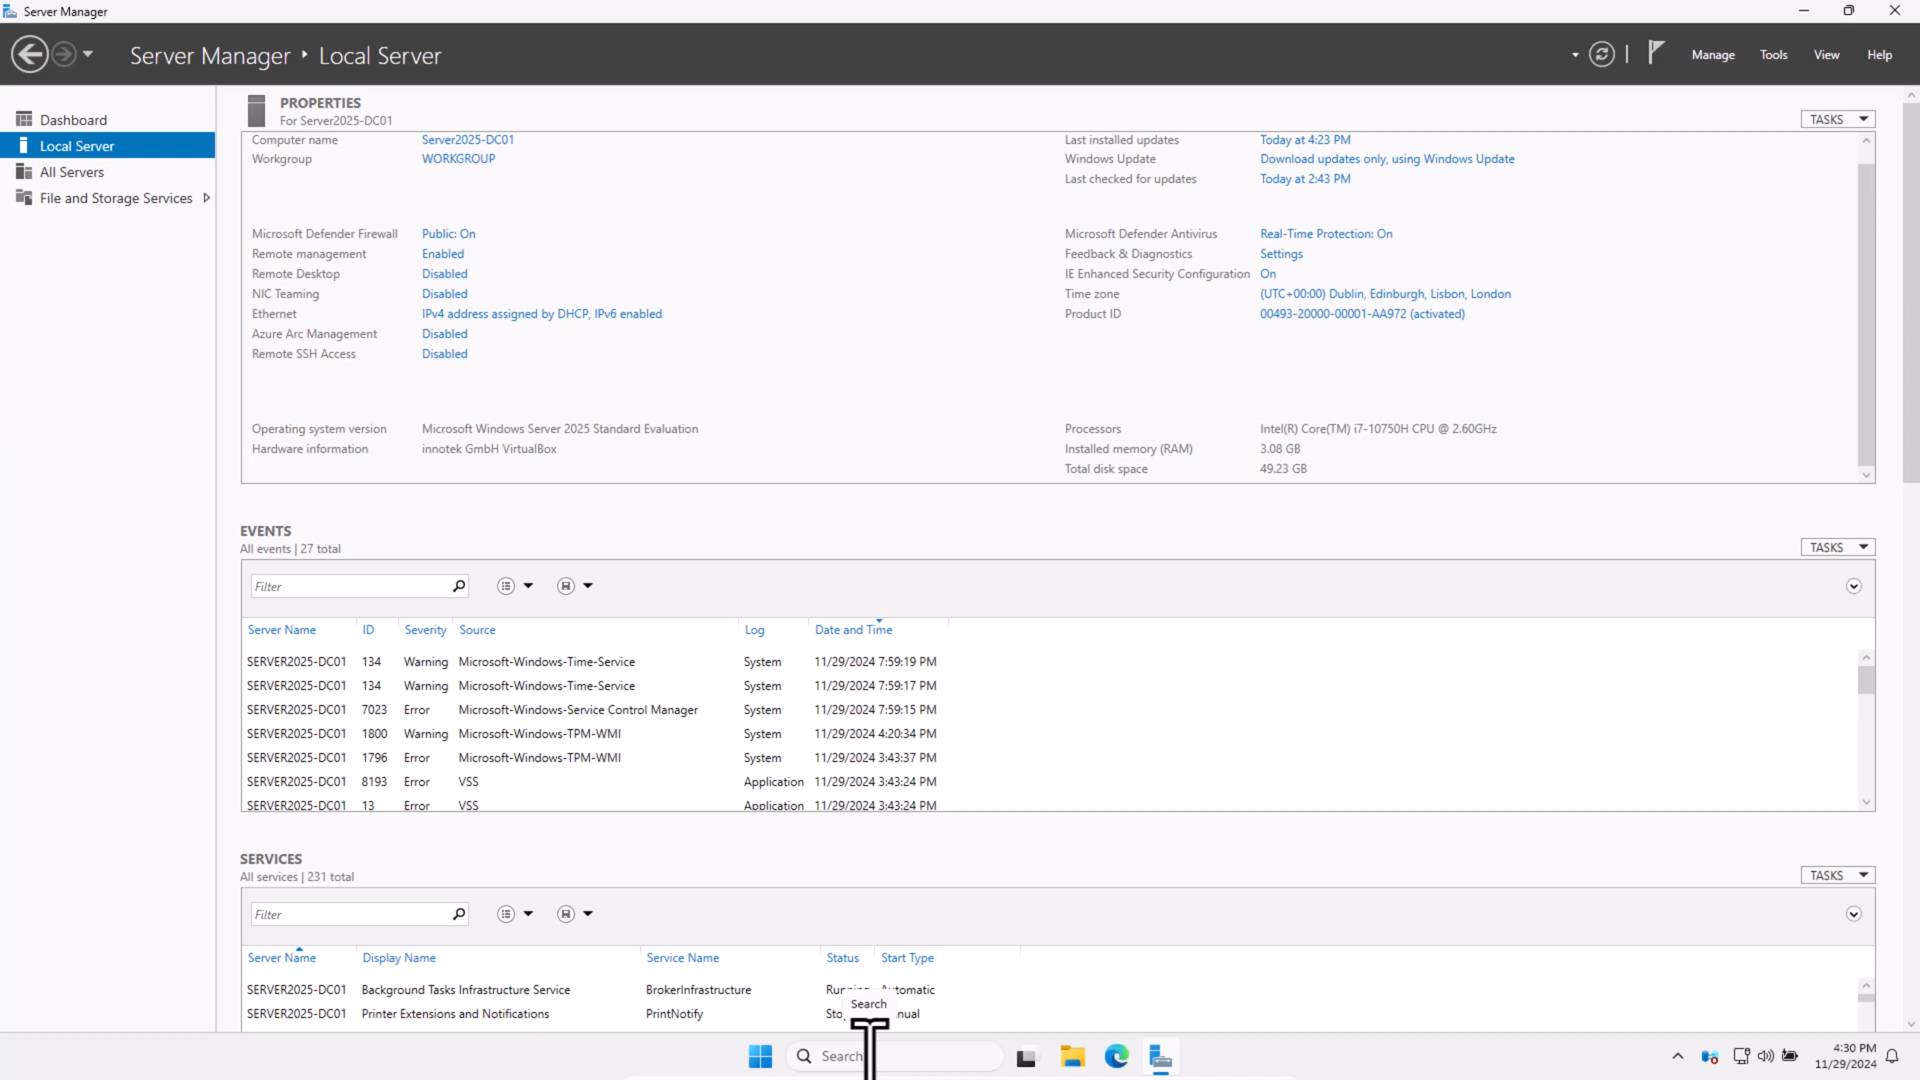 Server Manager
Server Manager ‣ Local Server
Manage Tools View Help
Dashboard
Local Server
All Servers
File and Storage Services
PROPERTIES
For Server2025-DC01
TASKS
Computer name Server2025-DC01
Workgroup WORKGROUP
Last installed updates Today at 4:23 PM
Windows Update Download updates only, using Windows Update
Last checked for updates Today at 2:43 PM
Microsoft Defender Firewall Public: On
Remote management Enabled
Remote Desktop Disabled
NIC Teaming Disabled
Ethernet IPv4 address assigned by DHCP, IPv6 enabled
Azure Arc Management Disabled
Remote SSH Access Disabled
Microsoft Defender Antivirus Real-Time Protection: On
Feedback & Diagnostics Settings
IE Enhanced Security Configuration On
Time zone (UTC+00:00) Dublin, Edinburgh, Lisbon, London
Product ID 00493-20000-00001-AA972 (activated)
Operating system version Microsoft Windows Server 2025 Standard Evaluation
Hardware information innotek GmbH VirtualBox
Processors Intel(R) Core(TM) i7-10750H CPU @ 2.60GHz
Installed memory (RAM) 3.08 GB
Total disk space 49.23 GB
EVENTS
All events | 27 total
TASKS
Filter
Server Name ID Severity Source Log Date and Time
SERVER2025-DC01 134 Warning Microsoft-Windows-Time-Service System 11/29/2024 7:59:19 PM
SERVER2025-DC01 134 Warning Microsoft-Windows-Time-Service System 11/29/2024 7:59:17 PM
SERVER2025-DC01 7023 Error Microsoft-Windows-Service Control Manager System 11/29/2024 7:59:15 PM
SERVER2025-DC01 1800 Warning Microsoft-Windows-TPM-WMI System 11/29/2024 4:20:34 PM
SERVER2025-DC01 1796 Error Microsoft-Windows-TPM-WMI System 11/29/2024 3:43:37 PM
SERVER2025-DC01 8193 Error VSS Application 11/29/2024 3:43:24 PM
SERVER2025-DC01 13 Error VSS Application 11/29/2024 3:43:24 PM
SERVICES
All services | 231 total
TASKS
Filter
Server Name Display Name Service Name Status Start Type
SERVER2025-DC01 Background Tasks Infrastructure Service BrokerInfrastructure Running Automatic
SERVER2025-DC01 Printer Extensions and Notifications PrintNotify
Search
Search
4:30 PM
11/29/2024